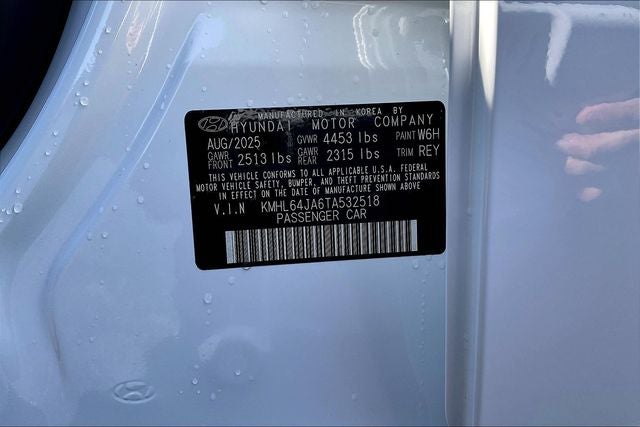 MANUFACTURED IN KOREA BY
HYUNDAI MOTOR COMPANY
AUG/2025 GVWR 4453 lbs PAINT W6H
GAWR FRONT 2513 lbs GAWR REAR 2315 lbs TRIM REY
THIS VEHICLE CONFORMS TO ALL APPLICABLE U.S.A. FEDERAL
MOTOR VEHICLE SAFETY, BUMPER, AND THEFT PREVENTION STANDARDS
IN EFFECT ON THE DATE OF MANUFACTURE SHOWN ABOVE
V.I.N KMHL64JA6TA532518
PASSENGER CAR